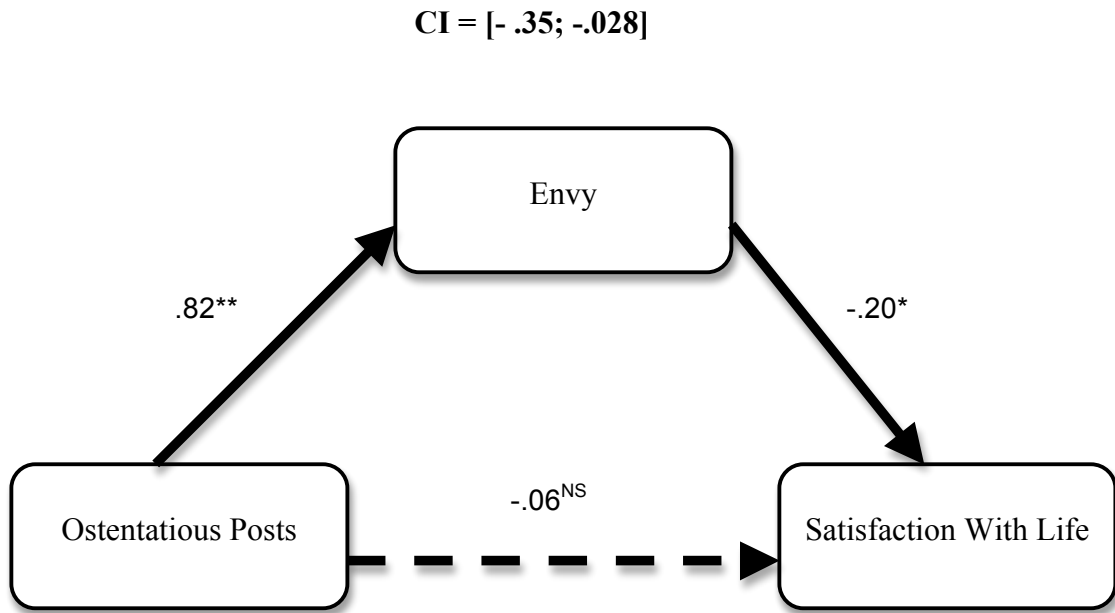 CI = [- .35; -.028]
Envy
.82**
-.20*
-.06NS
Ostentatious Posts
Satisfaction With Life